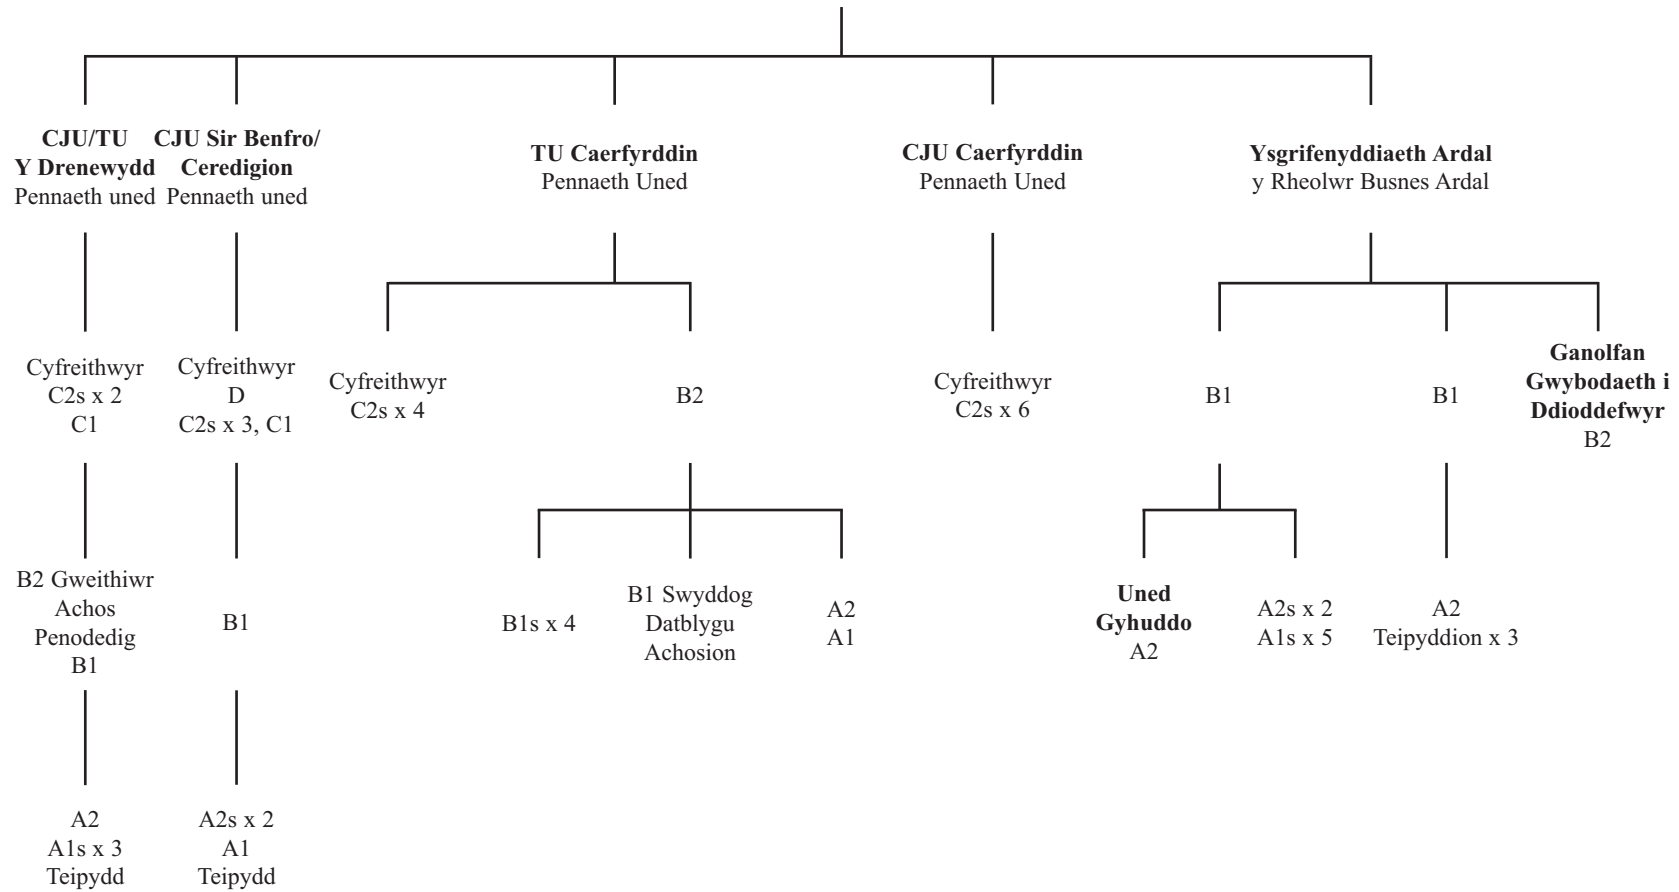 CJU/TU
Y Drenewydd
Pennaeth uned
CJU Sir Benfro/
Ceredigion
Pennaeth uned
TU Caerfyrddin
Pennaeth Uned
CJU Caerfyrddin
Pennaeth Uned
Ysgrifenyddiaeth Ardal
y Rheolwr Busnes Ardal
Cyfreithwyr
C2s x 2
C1
Cyfreithwyr
D
C2s x 3, C1
Cyfreithwyr
C2s x 4
B2
Cyfreithwyr
C2s x 6
B1
B1
Ganolfan
Gwybodaeth i
Ddioddefwyr
B2
B2 Gweithiwr
Achos
Penodedig
B1
B1
B1s x 4
B1 Swyddog
Datblygu
Achosion
A2
A1
Uned
Gyhuddo
A2
A2s x 2
A1s x 5
A2
Teipyddion x 3
A2
A1s x 3
Teipydd
A2s x 2
A1
Teipydd